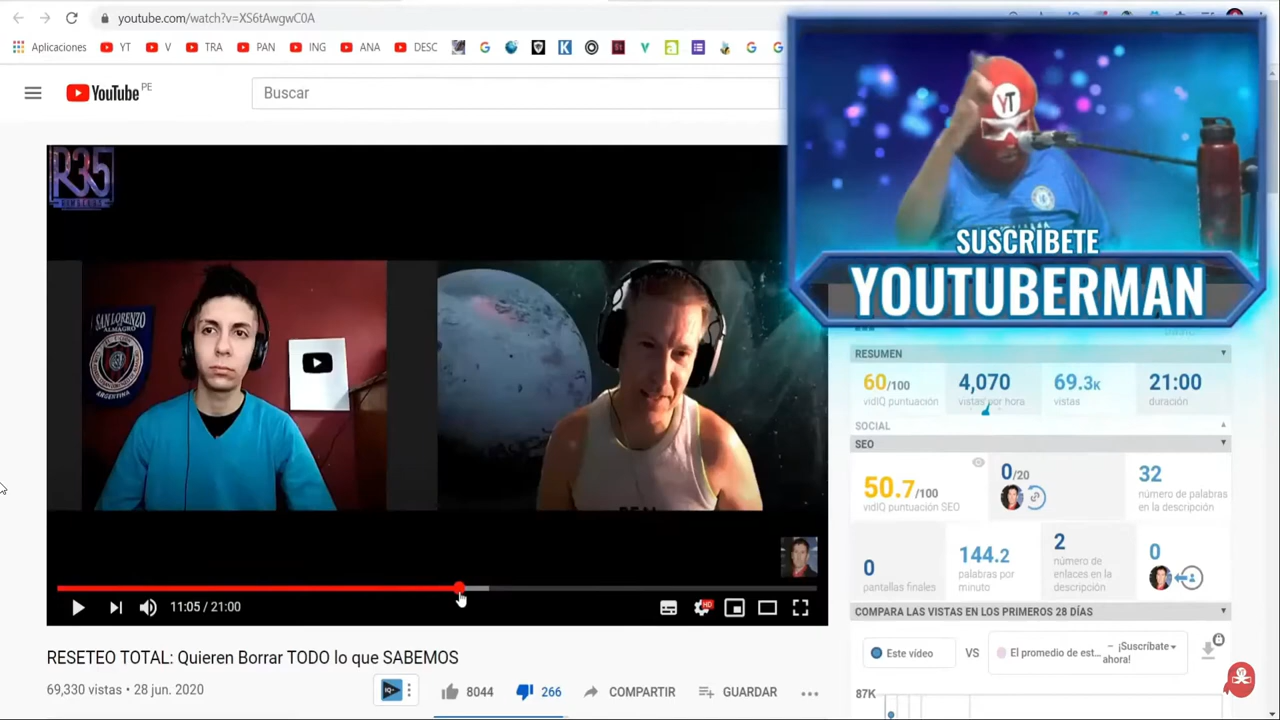 youtube.com/watch?v=XS6tAwgwC0A
Aplicaciones YT V TRA PAN ING ANA DESC
YouTube PE
Buscar
R35
SAN LORENZO
ALMAGRO
ARGENTINA
YT
SUSCRÍBETE
YOUTUBERMAN
RESUMEN
60/100 4,070 69.3K 21:00
vidIQ puntuación vistas por hora vistas duración
SOCIAL
SEO
50.7/100 0/20 32
vidIQ puntuación SEO número de palabras en la descripción
0 144.2 2 0
pantallas finales palabras por minuto número de enlaces en la descripción
COMPARA LAS VISTAS EN LOS PRIMEROS 28 DÍAS
Este vídeo VS El promedio de est... – ¡Suscríbate ahora!
87K
11:05 / 21:00
HD
RESETEO TOTAL: Quieren Borrar TODO lo que SABEMOS
69,330 vistas • 28 jun. 2020
8044 266 COMPARTIR GUARDAR